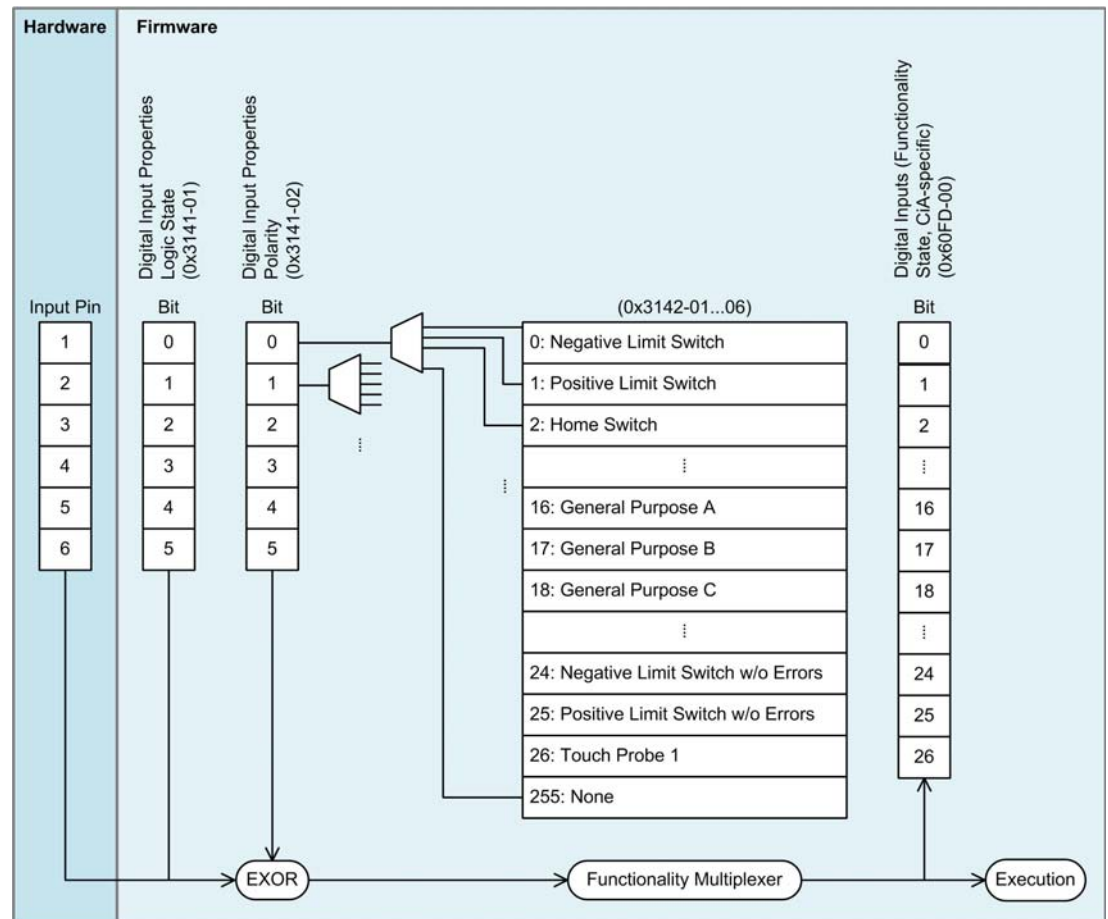 Hardware
Firmware
Digital Input Properties
Logic State
(0x3141-01)
Digital Input Properties
Polarity
(0x3141-02)
Digital Inputs (Functionality
State, CiA-specific)
(0x60FD-00)
Input Pin
Bit
Bit
(0x3142-01...06)
Bit
1
2
3
4
5
6
0
1
2
3
4
5
0
1
2
3
4
5
0: Negative Limit Switch
1: Positive Limit Switch
2: Home Switch
16: General Purpose A
17: General Purpose B
18: General Purpose C
24: Negative Limit Switch w/o Errors
25: Positive Limit Switch w/o Errors
26: Touch Probe 1
255: None
0
1
2
16
17
18
24
25
26
EXOR
Functionality Multiplexer
Execution